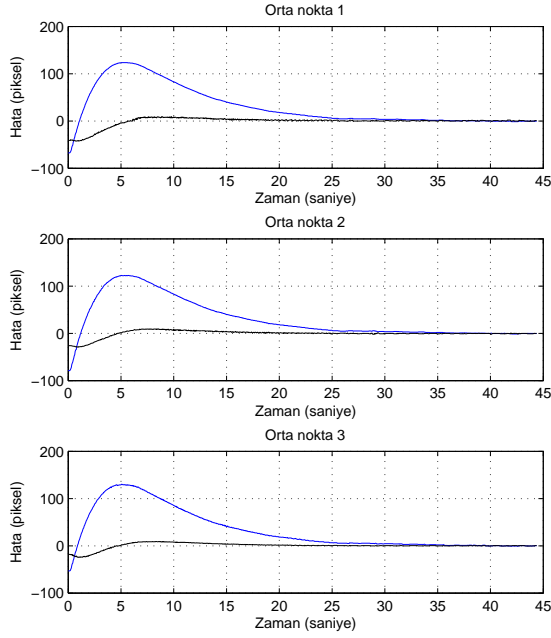 Orta nokta 1
200
100
0
−100
Hata (piksel)
0 5 10 15 20 25 30 35 40 45
Zaman (saniye)
Orta nokta 2
200
100
0
−100
Hata (piksel)
0 5 10 15 20 25 30 35 40 45
Zaman (saniye)
Orta nokta 3
200
100
0
−100
Hata (piksel)
0 5 10 15 20 25 30 35 40 45
Zaman (saniye)